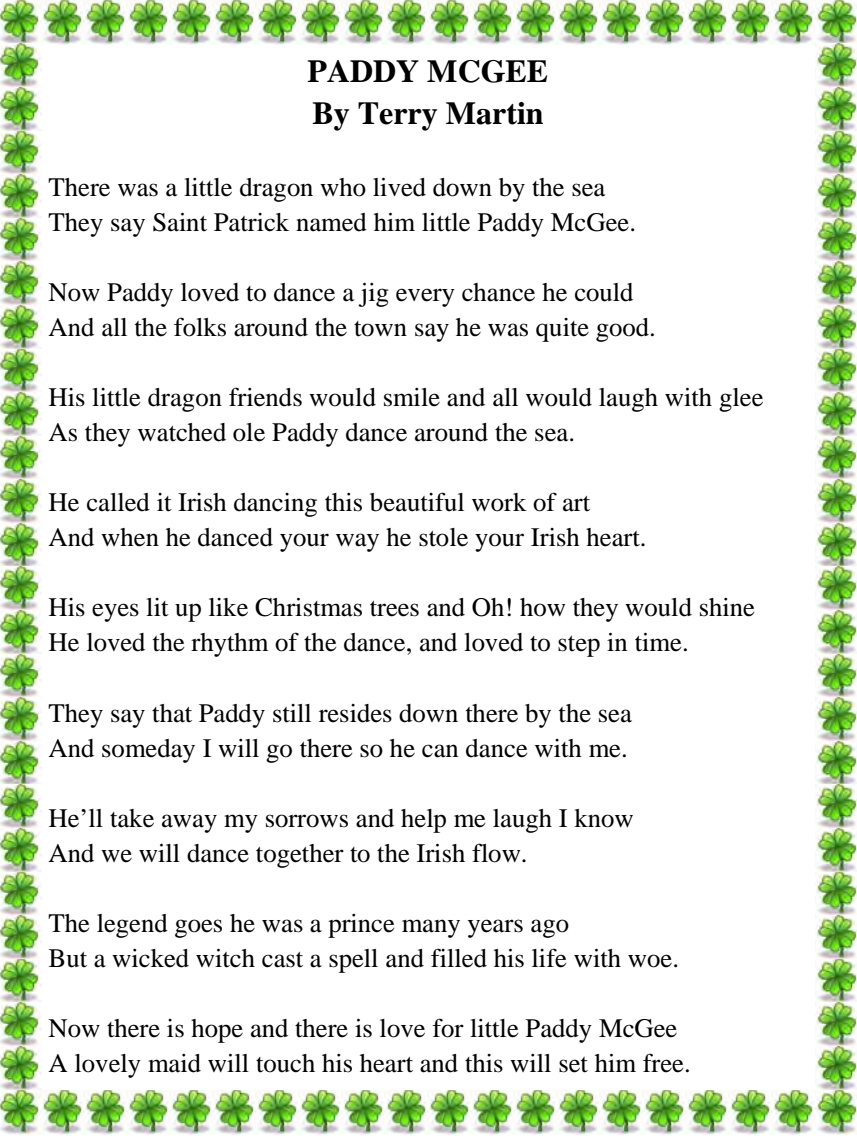 PADDY MCGEE
By Terry Martin
There was a little dragon who lived down by the sea
They say Saint Patrick named him little Paddy McGee.
Now Paddy loved to dance a jig every chance he could
And all the folks around the town say he was quite good.
His little dragon friends would smile and all would laugh with glee
As they watched ole Paddy dance around the sea.
He called it Irish dancing this beautiful work of art
And when he danced your way he stole your Irish heart.
His eyes lit up like Christmas trees and Oh! how they would shine
He loved the rhythm of the dance, and loved to step in time.
They say that Paddy still resides down there by the sea
And someday I will go there so he can dance with me.
He’ll take away my sorrows and help me laugh I know
And we will dance together to the Irish flow.
The legend goes he was a prince many years ago
But a wicked witch cast a spell and filled his life with woe.
Now there is hope and there is love for little Paddy McGee
A lovely maid will touch his heart and this will set him free.